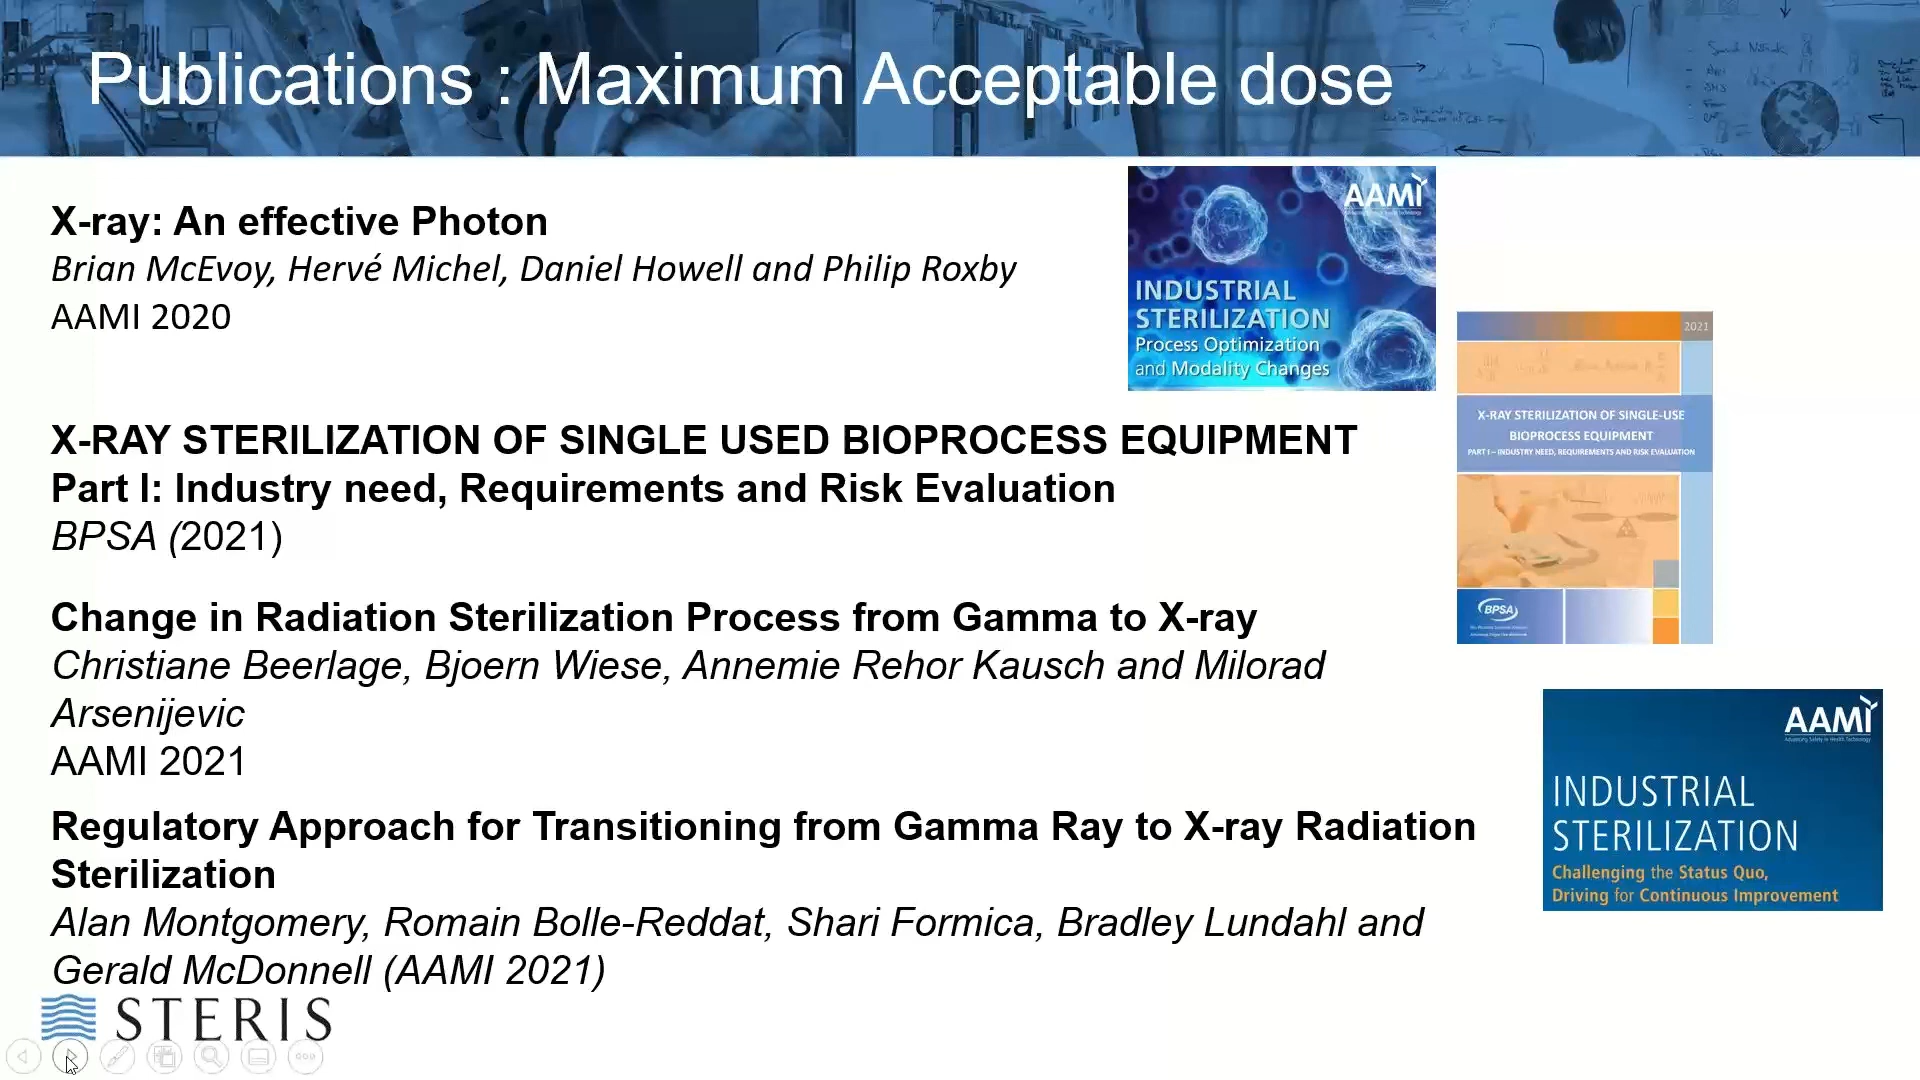 Publications : Maximum Acceptable dose
X-ray: An effective Photon
Brian McEvoy, Hervé Michel, Daniel Howell and Philip Roxby
AAMI 2020
AAMI
INDUSTRIAL
STERILIZATION
Process Optimization
and Modality Changes
2021
X-RAY STERILIZATION OF SINGLE-USE
BIOPROCESS EQUIPMENT
PART I – INDUSTRY NEED, REQUIREMENTS AND RISK EVALUATION
BPSA
X-RAY STERILIZATION OF SINGLE USED BIOPROCESS EQUIPMENT
Part I: Industry need, Requirements and Risk Evaluation
BPSA (2021)
Change in Radiation Sterilization Process from Gamma to X-ray
Christiane Beerlage, Bjoern Wiese, Annemie Rehor Kausch and Milorad
Arsenijevic
AAMI 2021
AAMI
Advancing Safety in Health Technology
INDUSTRIAL
STERILIZATION
Challenging the Status Quo,
Driving for Continuous Improvement
Regulatory Approach for Transitioning from Gamma Ray to X-ray Radiation
Sterilization
Alan Montgomery, Romain Bolle-Reddat, Shari Formica, Bradley Lundahl and
Gerald McDonnell (AAMI 2021)
STERIS